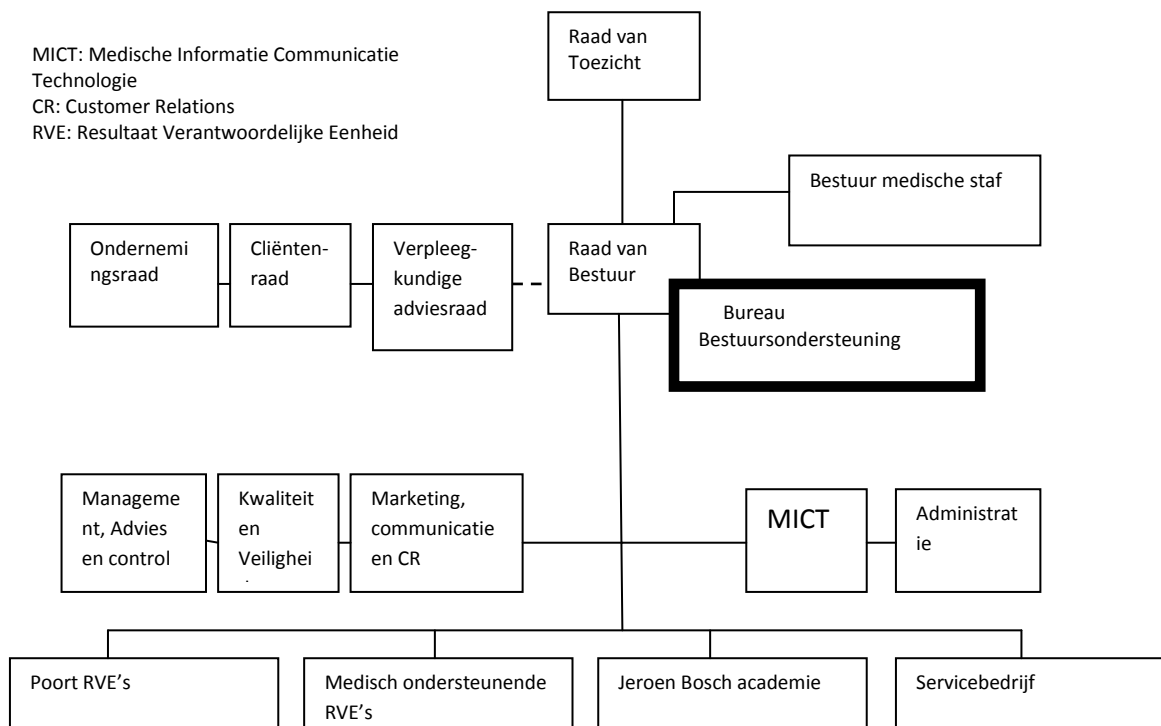 MICT: Medische Informatie Communicatie
Technologie
CR: Customer Relations
RVE: Resultaat Verantwoordelijke Eenheid
Raad van
Toezicht
Bestuur medische staf
Ondernemi
ngsraad
Cliënten-
raad
Verpleeg-
kundige
adviesraad
Raad van
Bestuur
Bureau
Bestuursondersteuning
Manageme
nt, Advies
en control
Kwaliteit
en
Veilighei
Marketing,
communicatie
en CR
MICT
Administrat
ie
Poort RVE’s
Medisch ondersteunende
RVE’s
Jeroen Bosch academie
Servicebedrijf